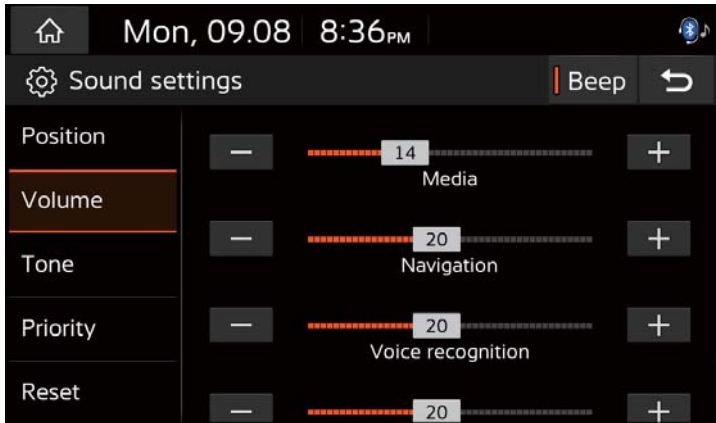 Mon, 09.08 8:36PM
Sound settings Beep
Position
Volume
Tone
Priority
Reset
14
Media
20
Navigation
20
Voice recognition
20